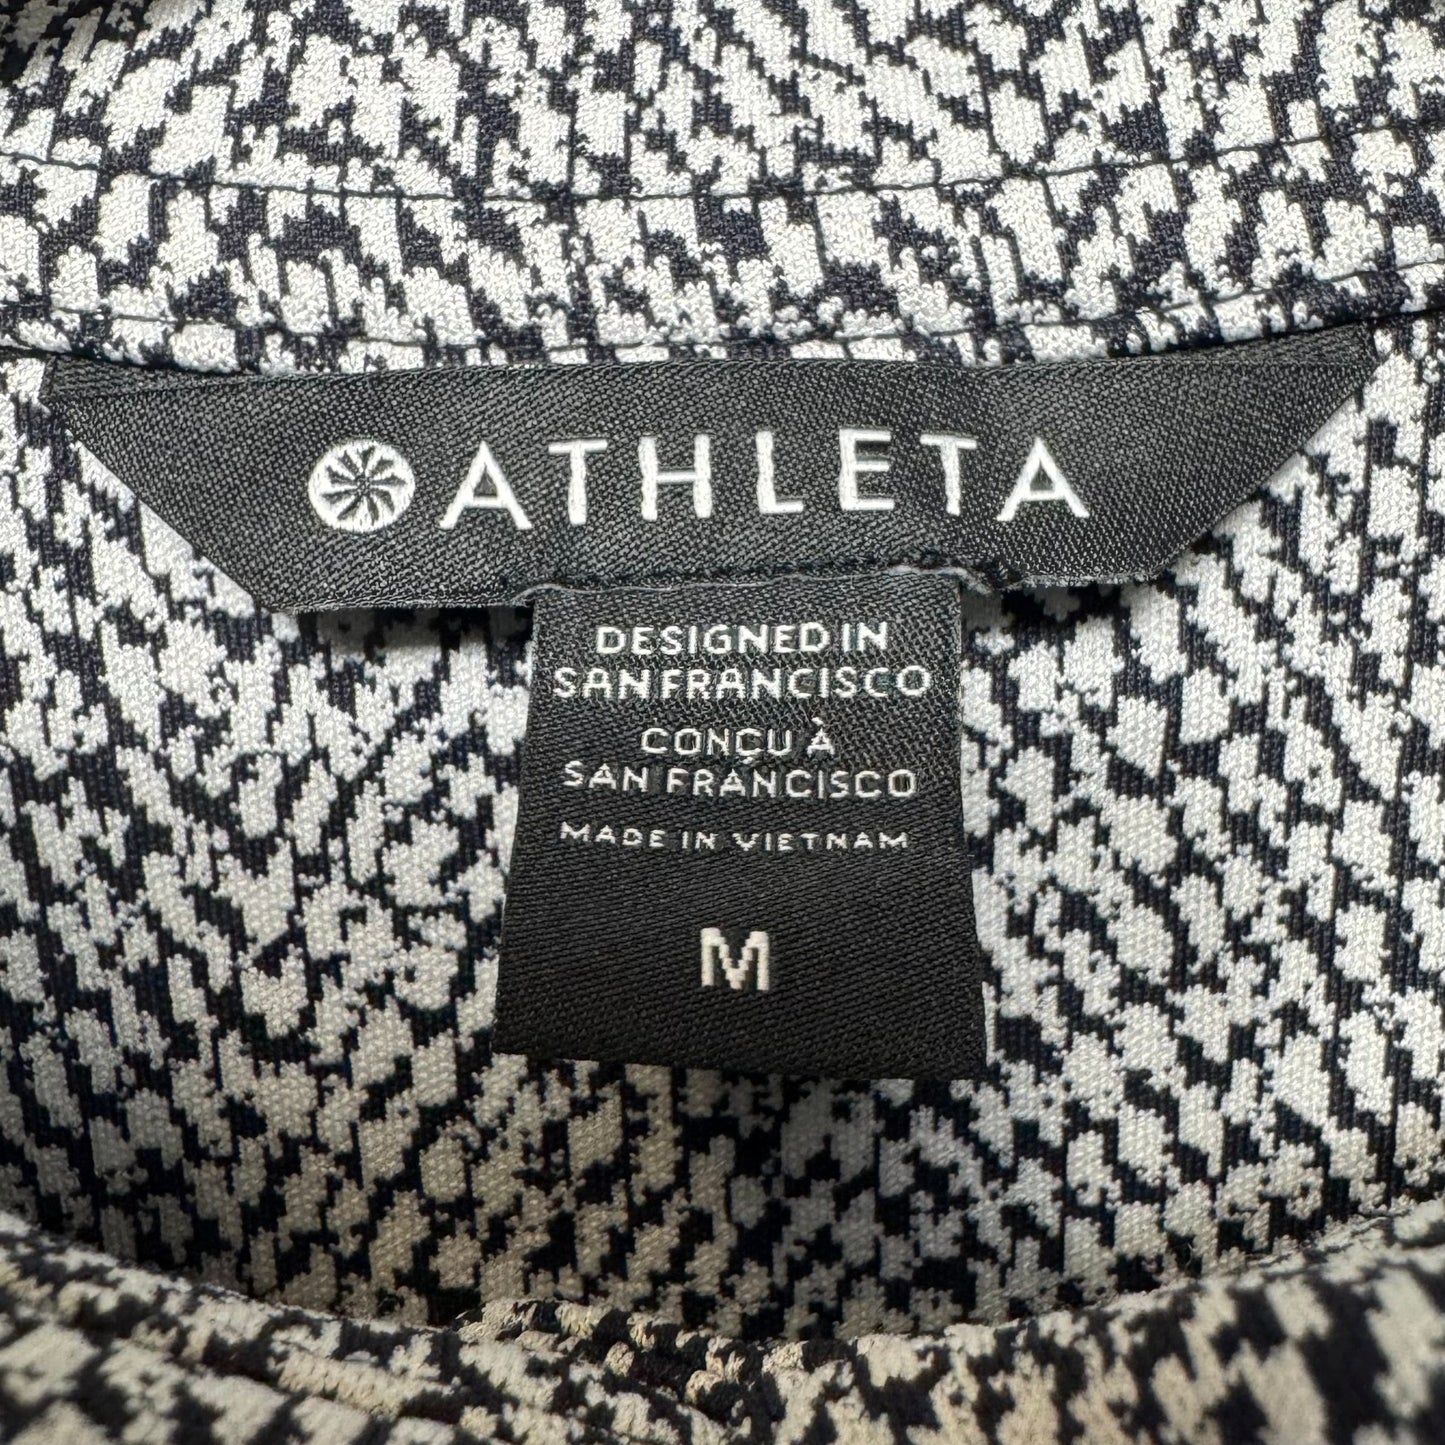 ATHLETA
DESIGNED IN
SAN FRANCISCO
CONÇU À
SAN FRANCISCO
MADE IN VIETNAM
M